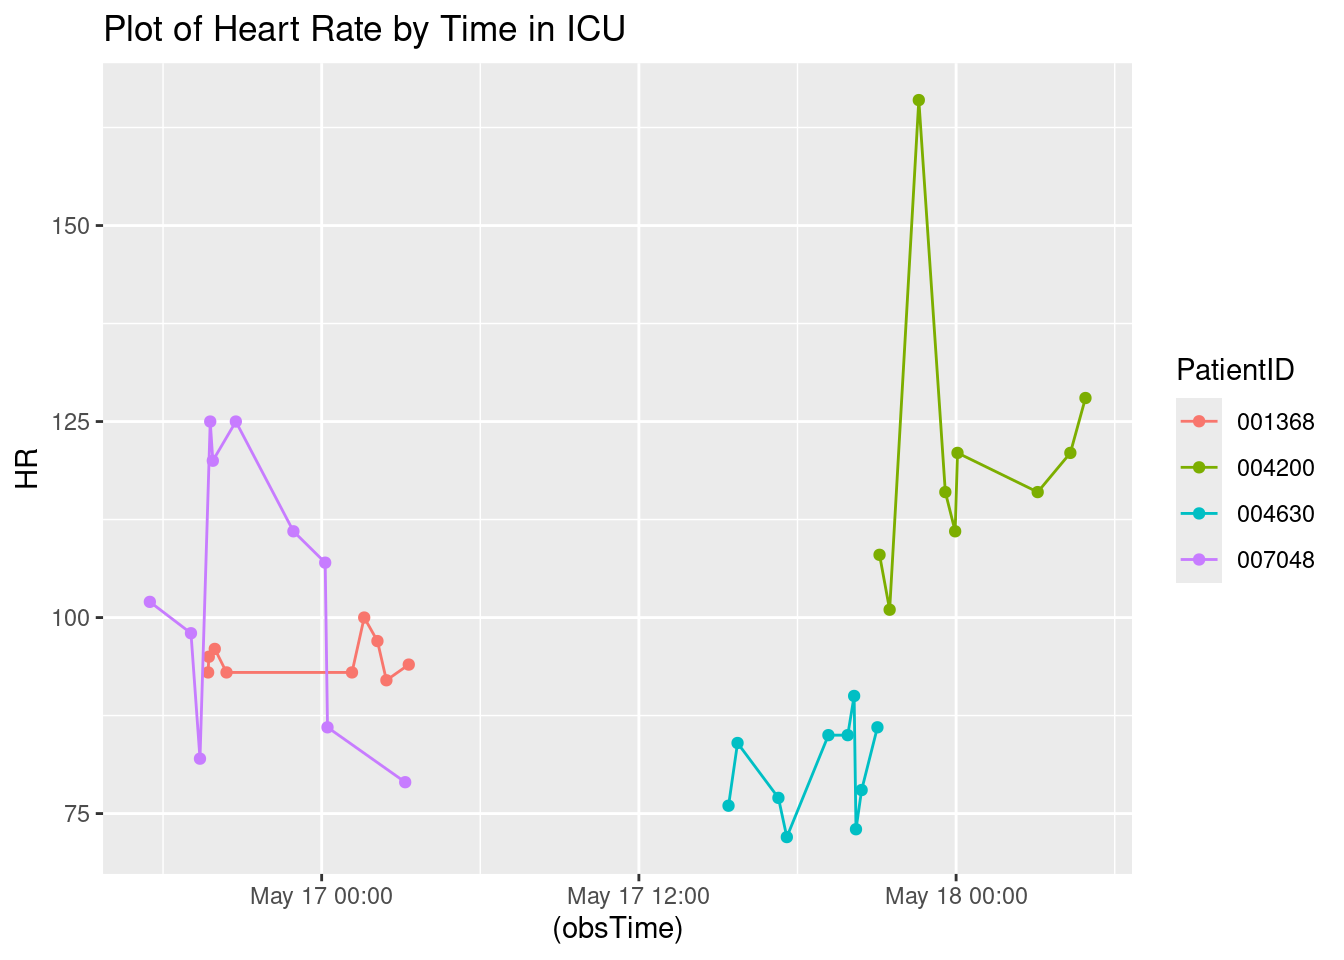 Plot of Heart Rate by Time in ICU
HR
150
125
100
75
May 17 00:00
May 17 12:00
May 18 00:00
(obsTime)
PatientID
001368
004200
004630
007048